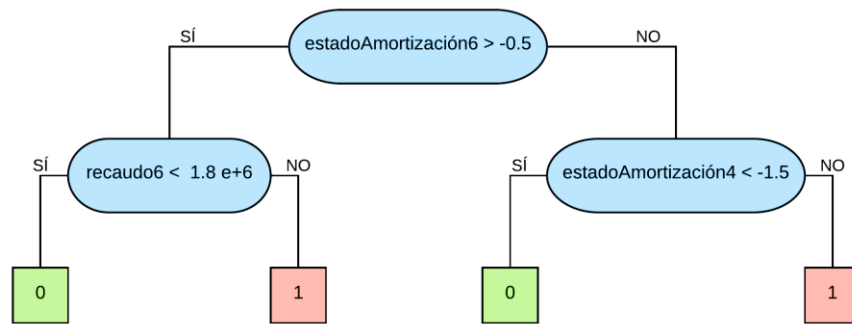 estadoAmortización6 > -0.5
SÍ
NO
recaudo6 < 1.8 e+6
SÍ
NO
estadoAmortización4 < -1.5
SÍ
NO
0
1
0
1